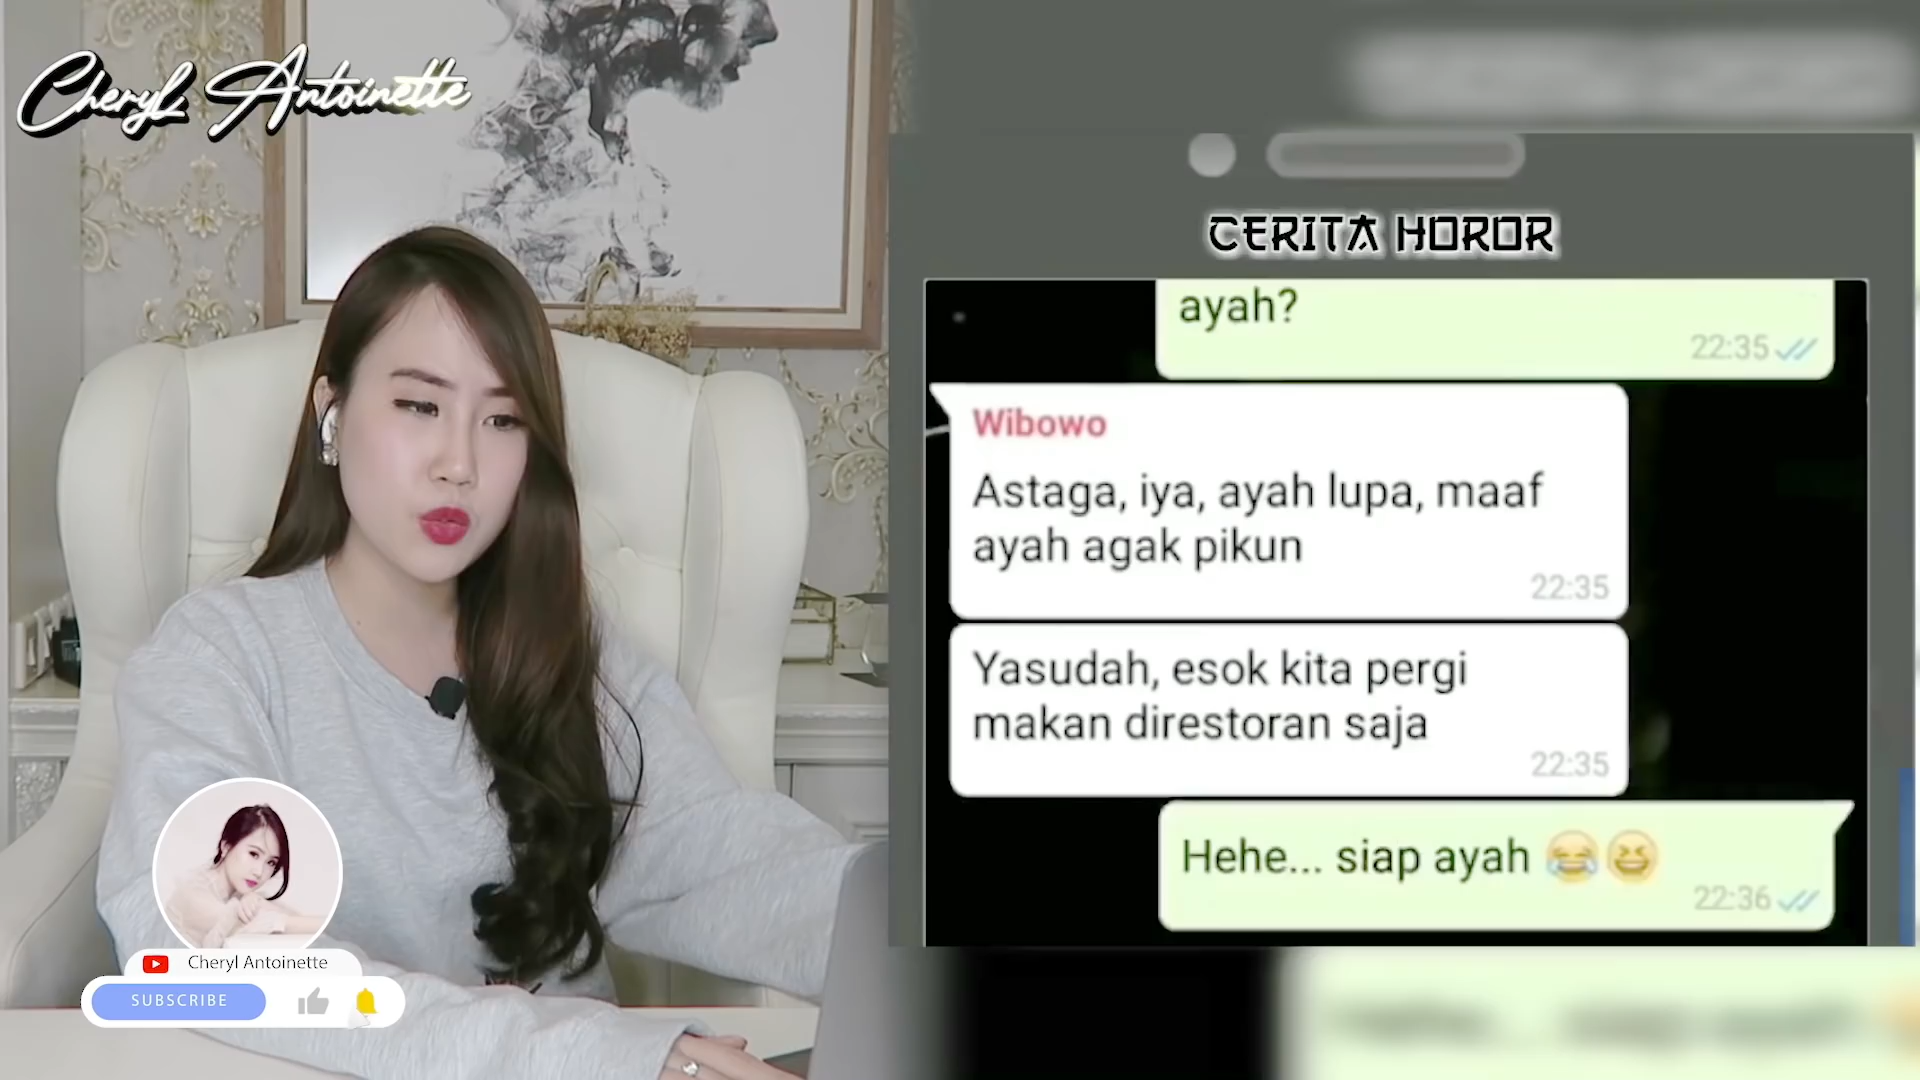 Cheryl Antoinette
CERITA HOROR
ayah?
22:35
Wibowo
Astaga, iya, ayah lupa, maaf
ayah agak pikun
22:35
Yasudah, esok kita pergi
makan direstoran saja
22:35
Hehe... siap ayah 😂😆
22:36
Cheryl Antoinette
SUBSCRIBE